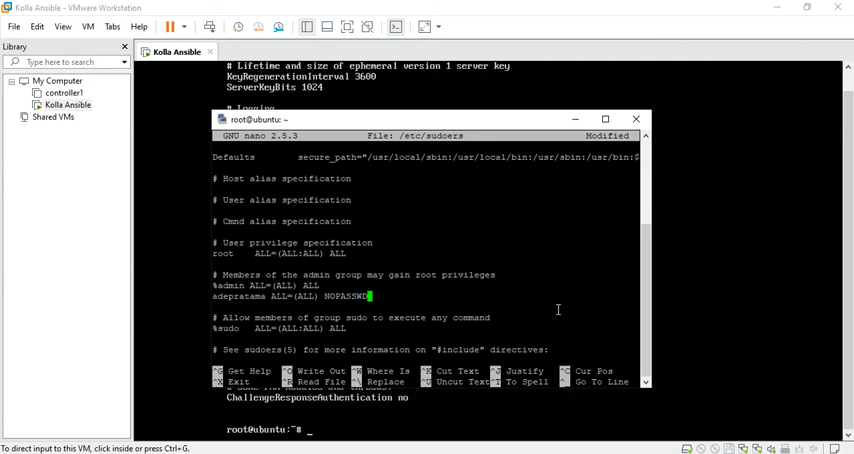 Kolla Ansible - VMware Workstation
File Edit View VM Tabs Help
Library
Type here to search
My Computer
controller1
Kolla Ansible
Shared VMs
Kolla Ansible
# Lifetime and size of ephemeral version 1 server key
KeyRegenerationInterval 3600
ServerKeyBits 1024
# Logging
root@ubuntu: ~
GNU nano 2.5.3 File: /etc/sudoers Modified
Defaults secure_path="/usr/local/sbin:/usr/local/bin:/usr/sbin:/usr/bin:$
# Host alias specification
# User alias specification
# Cmnd alias specification
# User privilege specification
root ALL=(ALL:ALL) ALL
# Members of the admin group may gain root privileges
%admin ALL=(ALL) ALL
adepratama ALL=(ALL) NOPASSWD
# Allow members of group sudo to execute any command
%sudo ALL=(ALL:ALL) ALL
# See sudoers(5) for more information on "#include" directives:
^G Get Help ^O Write Out ^W Where Is ^K Cut Text ^J Justify ^C Cur Pos
^X Exit ^R Read File ^\ Replace ^U Uncut Text ^T To Spell ^_ Go To Line
ChallengeResponseAuthentication no
root@ubuntu:~# _
To direct input to this VM, click inside or press Ctrl+G.